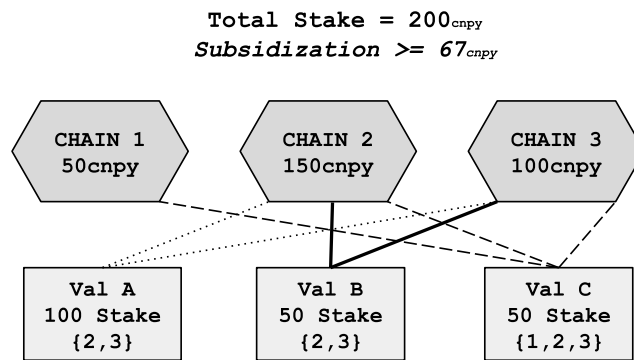 Total Stake = 200cnpy
Subsidization >= 67cnpy
CHAIN 1
50cnpy
CHAIN 2
150cnpy
CHAIN 3
100cnpy
Val A
100 Stake
{2,3}
Val B
50 Stake
{2,3}
Val C
50 Stake
{1,2,3}